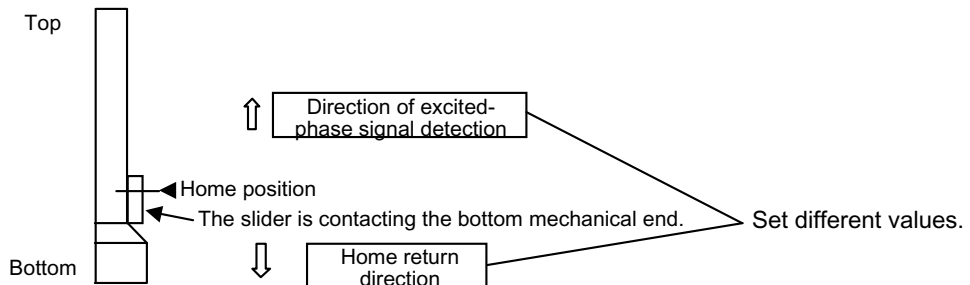 Top
Direction of excited-
phase signal detection
Home position
The slider is contacting the bottom mechanical end.
Set different values.
Bottom
Home return
direction